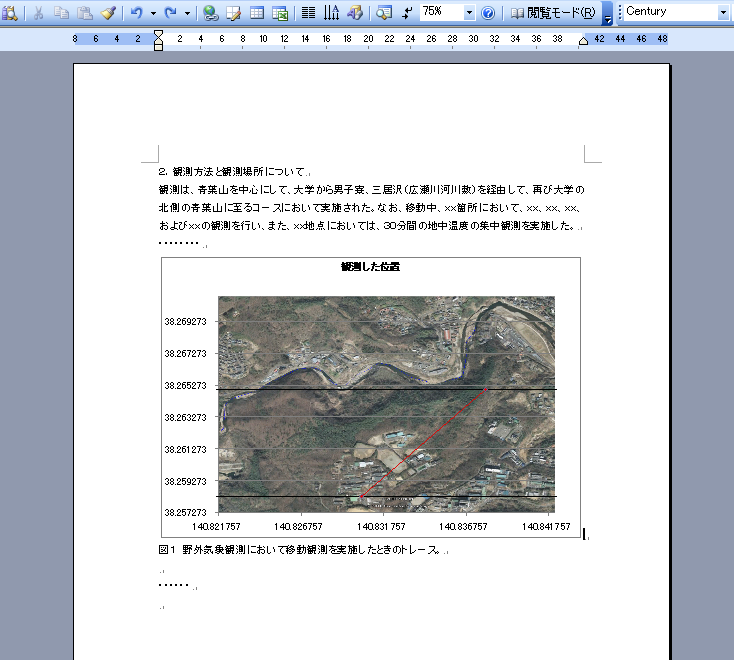 75%
閲覧モード(R)
Century
8 6 4 2 2 4 6 8 10 12 14 16 18 20 22 24 26 28 30 32 34 36 38 42 44 46 48
2. 観測方法と観測場所について
観測は、青葉山を中心にして、大学から男子寮、三居沢(広瀬川河川敷)を経由して、再び大学の
北側の青葉山に至るコースにおいて実施された。なお、移動中、xx箇所において、xx、xx、xx、
およびxxの観測を行い、また、xx地点においては、30分間の地中温度の集中観測を実施した。
・・・・・・・・
観測した位置
38.269273
38.267273
38.265273
38.263273
38.261273
38.259273
38.257273
140.821757 140.826757 140.831757 140.836757 140.841757
図1 野外気象観測において移動観測を実施したときのトレース。
・・・・・・